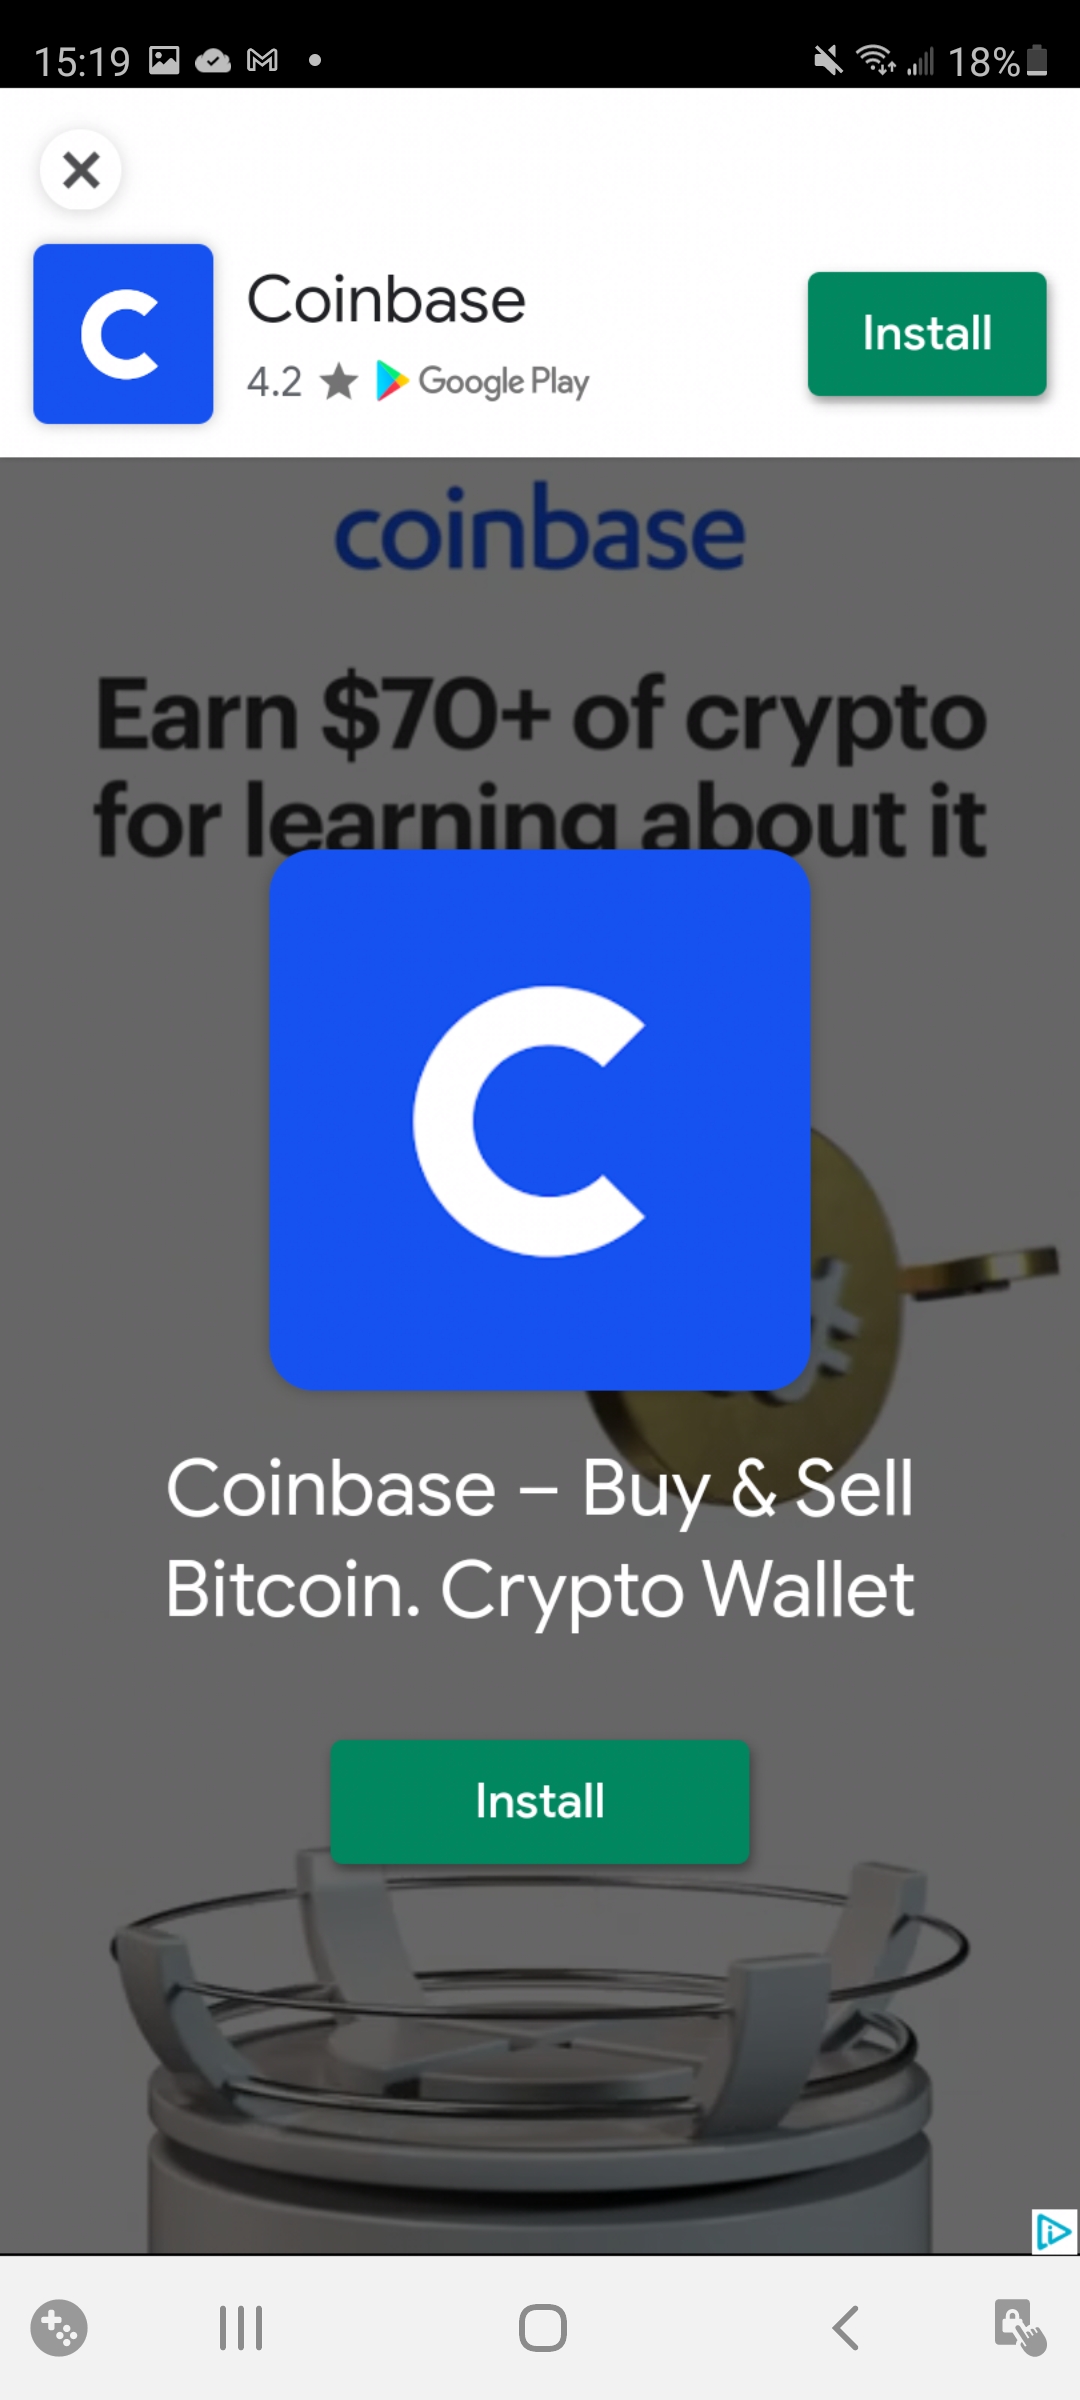 15:19
18%
Coinbase
4.2 ★ Google Play
Install
coinbase
Earn $70+ of crypto
for learning about it
C
Coinbase – Buy & Sell
Bitcoin. Crypto Wallet
Install